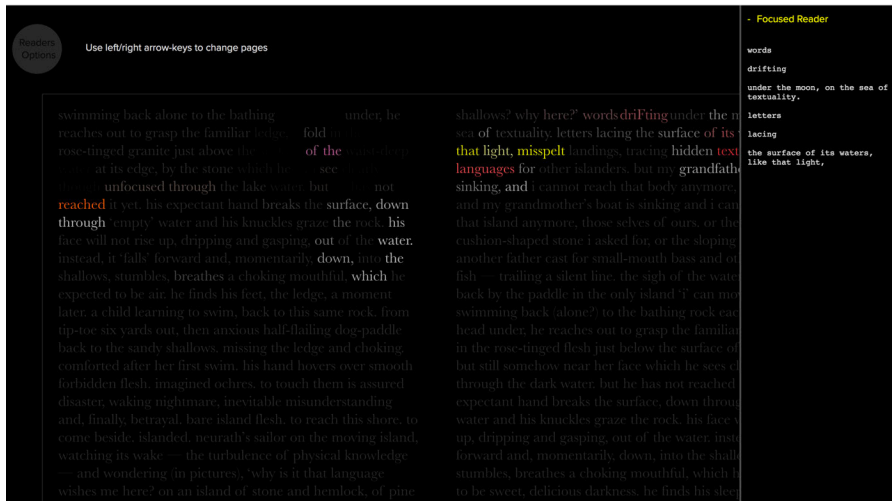 Readers
Options
Use left/right arrow-keys to change pages
swimming back alone to the bathing under, he
reaches out to grasp the familiar ledge, fold
rose-tinged granite just above the of the
at its edge, by the stone which he see
unfocused through the lake water. but not
reached it yet. his expectant hand breaks the surface, down
through 'empty' water and his knuckles graze the rock. his
face will not rise up, dripping and gasping, out of the water.
instead, it 'falls' forward and, momentarily, down, into the
shallows, stumbles, breathes a choking mouthful, which he
expected to be air. he finds his feet, the ledge, a moment
later. a child learning to swim, back to this same rock, from
tip-toe six yards out, then anxious half-flailing dog-paddle
back to the sandy shallows. missing the ledge and choking.
comforted after her first swim. his hand hovers over smooth
forbidden flesh. imagined ochres. to touch them is assured
disaster, waking nightmare, inevitable misunderstanding
and, finally, betrayal. bare island flesh. to reach this shore. to
come beside. islanded. neurath's sailor on the moving island,
watching its wake — the turbulence of physical knowledge
— and wondering (in pictures), 'why is it that language
wishes me here? on an island of stone and hemlock, of pine
shallows? why here?' words driFting under the m
sea of textuality. letters lacing the surface of its
that light, misspelt landings, tracing hidden text
languages for other islanders. but my grandfathe
sinking, and i cannot reach that body anymore,
and my grandmother's boat is sinking and i can
that island anymore, those selves of ours. or the
cushion-shaped stone i asked for, or the sloping
another father cast for small-mouth bass and ot
fish — trailing a silent line. the sigh of the wate
back by the paddle in the only island 'i' can mo
swimming back (alone?) to the bathing rock eac
head under, he reaches out to grasp the familiar
in the rose-tinged flesh just below the surface of
but still somehow near her face which he sees cl
through the dark water. but he has not reached
expectant hand breaks the surface, down throug
water and his knuckles graze the rock. his face w
up, dripping and gasping, out of the water. inste
forward and, momentarily, down, into the shall
stumbles, breathes a choking mouthful, which h
to be sweet, delicious darkness. he finds his slee
- Focused Reader
words
drifting
under the moon, on the sea of
textuality.
letters
lacing
the surface of its waters,
like that light,